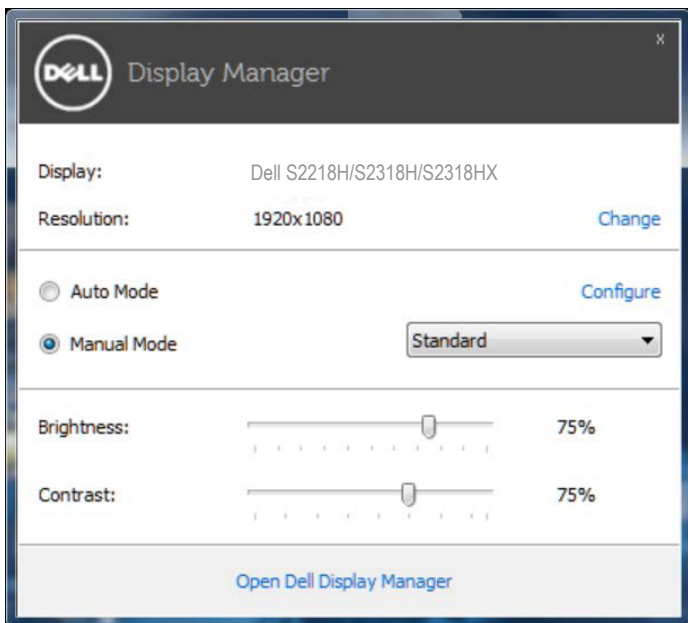 DELL Display Manager x
Display: Dell S2218H/S2318H/S2318HX
Resolution: 1920x1080 Change
Auto Mode Configure
Manual Mode Standard
Brightness: 75%
Contrast: 75%
Open Dell Display Manager